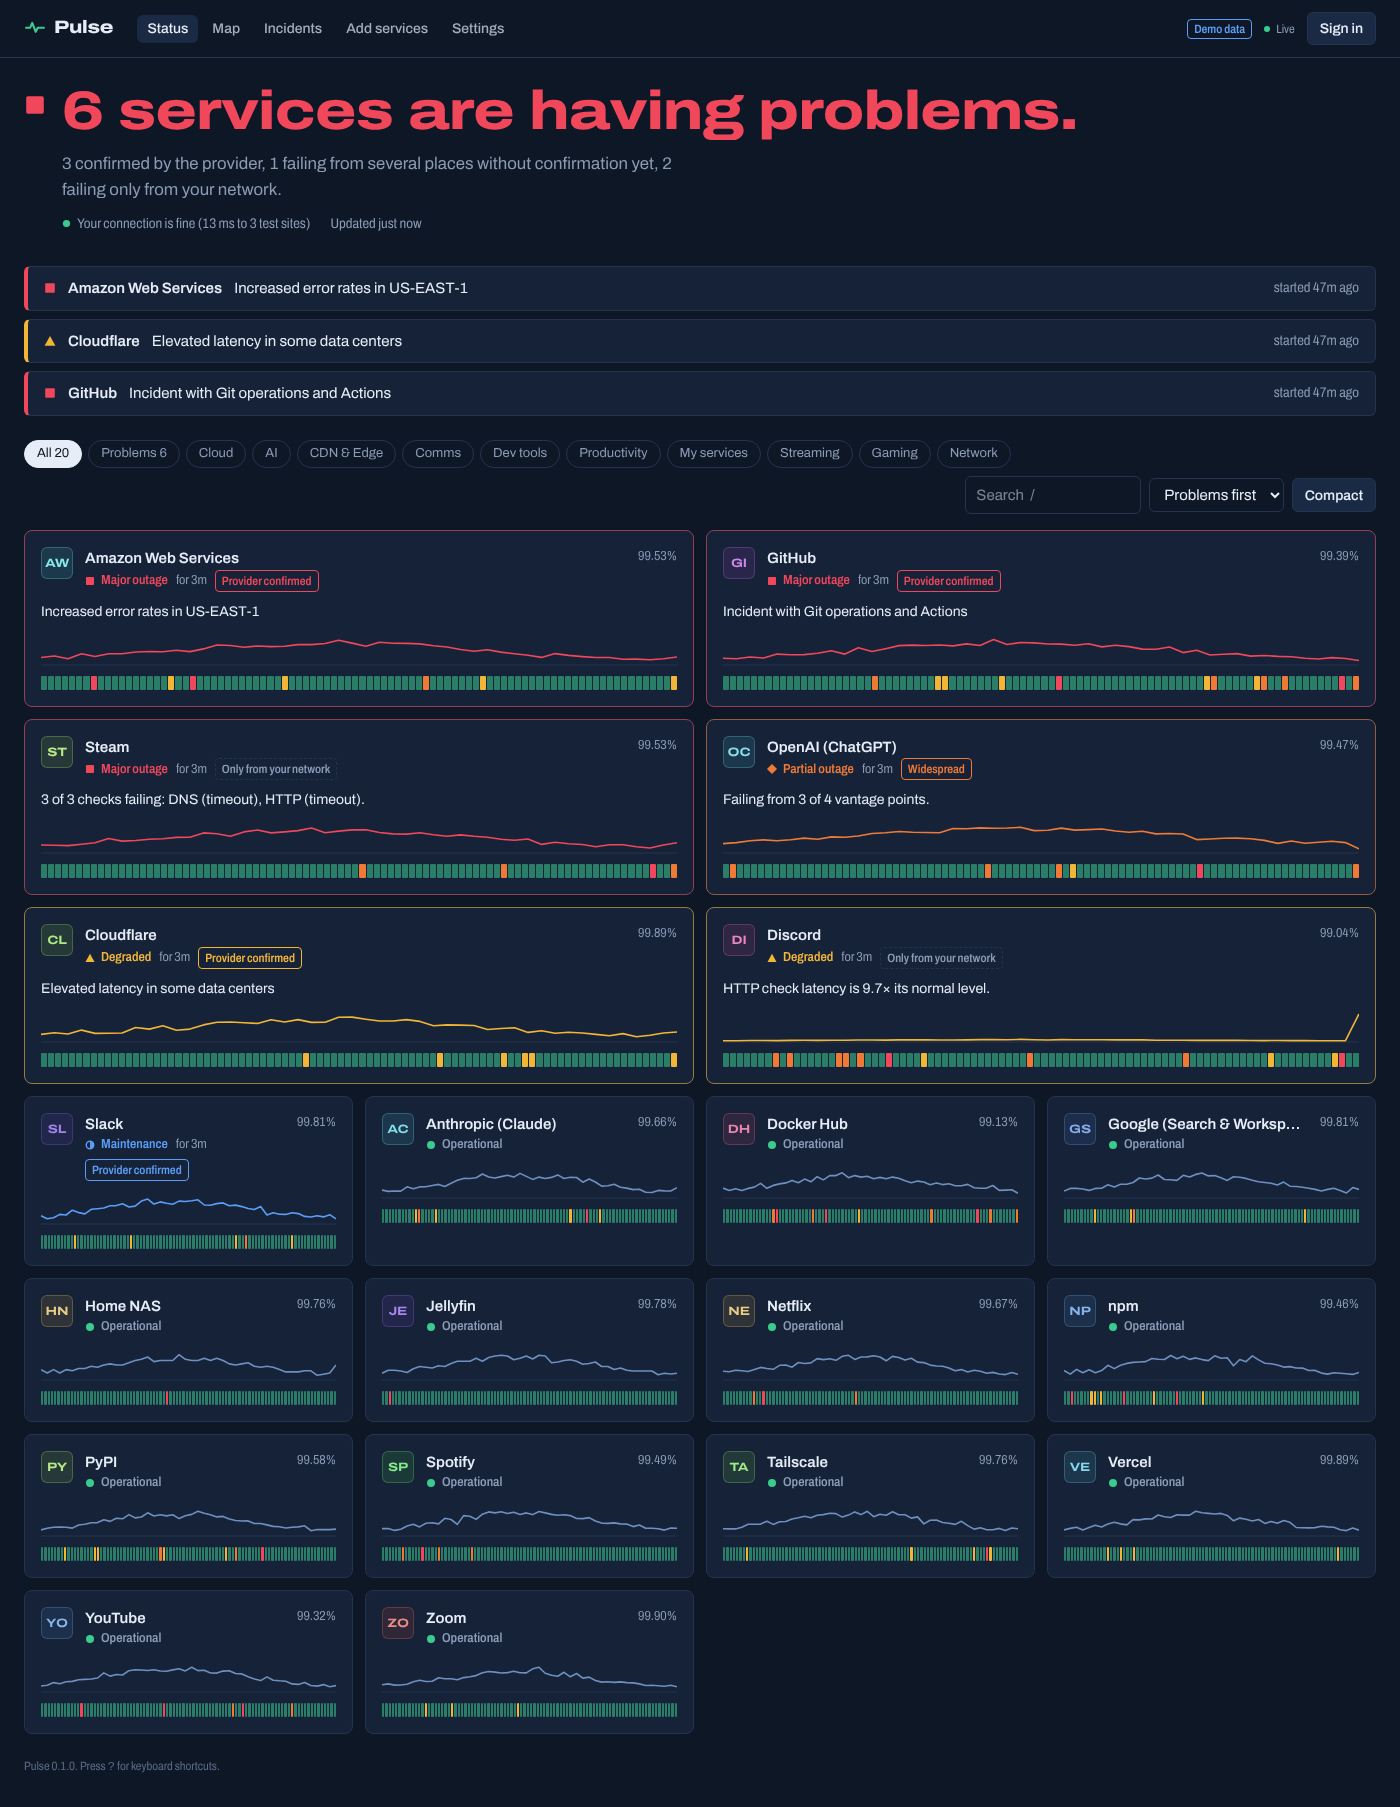 Pulse
Status
Map
Incidents
Add services
Settings
Demo data
Live
Sign in
6 services are having problems.
3 confirmed by the provider, 1 failing from several places without confirmation yet, 2
failing only from your network.
Your connection is fine (13 ms to 3 test sites)
Updated just now
Amazon Web Services Increased error rates in US-EAST-1 started 47m ago
Cloudflare Elevated latency in some data centers started 47m ago
GitHub Incident with Git operations and Actions started 47m ago
All 20
Problems 6
Cloud
AI
CDN & Edge
Comms
Dev tools
Productivity
My services
Streaming
Gaming
Network
Search /
Problems first
Compact
AW Amazon Web Services 99.53%
Major outage for 3m Provider confirmed
Increased error rates in US-EAST-1
GI GitHub 99.39%
Major outage for 3m Provider confirmed
Incident with Git operations and Actions
ST Steam 99.53%
Major outage for 3m Only from your network
3 of 3 checks failing: DNS (timeout), HTTP (timeout).
OC OpenAI (ChatGPT) 99.47%
Partial outage for 3m Widespread
Failing from 3 of 4 vantage points.
CL Cloudflare 99.89%
Degraded for 3m Provider confirmed
Elevated latency in some data centers
DI Discord 99.04%
Degraded for 3m Only from your network
HTTP check latency is 9.7× its normal level.
SL Slack 99.81%
Maintenance for 3m
Provider confirmed
AC Anthropic (Claude) 99.66%
Operational
DH Docker Hub 99.13%
Operational
GS Google (Search & Worksp... 99.81%
Operational
HN Home NAS 99.76%
Operational
JE Jellyfin 99.78%
Operational
NE Netflix 99.67%
Operational
NP npm 99.46%
Operational
PY PyPI 99.58%
Operational
SP Spotify 99.49%
Operational
TA Tailscale 99.76%
Operational
VE Vercel 99.89%
Operational
YO YouTube 99.32%
Operational
ZO Zoom 99.90%
Operational
Pulse 0.1.0. Press ? for keyboard shortcuts.